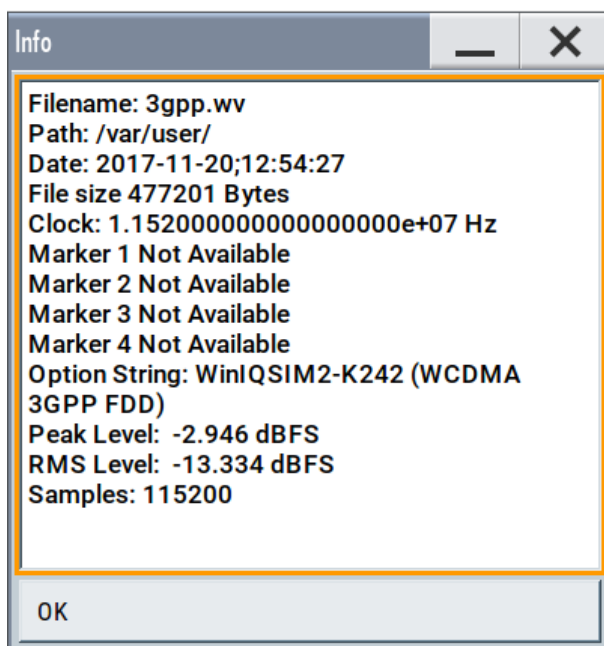 Info
Filename: 3gpp.wv
Path: /var/user/
Date: 2017-11-20;12:54:27
File size 477201 Bytes
Clock: 1.152000000000000000e+07 Hz
Marker 1 Not Available
Marker 2 Not Available
Marker 3 Not Available
Marker 4 Not Available
Option String: WinIQSIM2-K242 (WCDMA
3GPP FDD)
Peak Level:  -2.946 dBFS
RMS Level:  -13.334 dBFS
Samples: 115200
OK